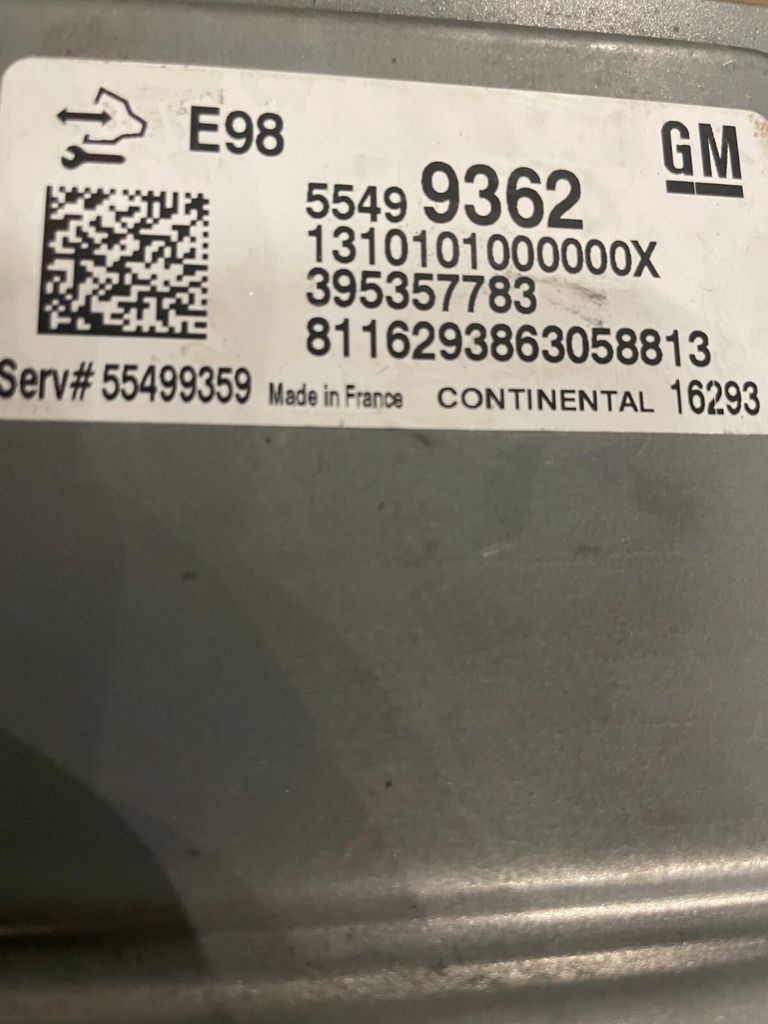 E98
GM
5549 9362
1310101000000X
395357783
8116293863058813
Serv# 55499359 Made in France CONTINENTAL 16293